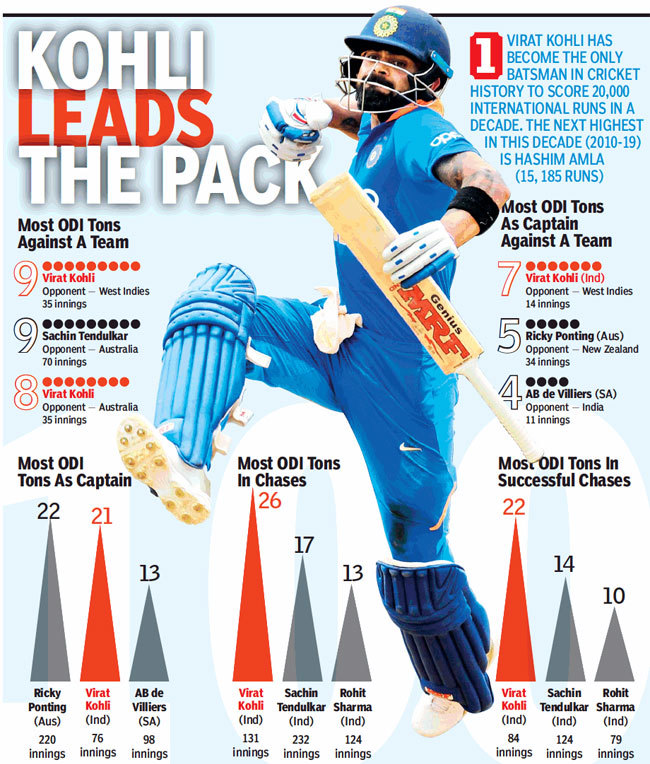 KOHLI
LEADS
THE PACK
1
VIRAT KOHLI HAS
BECOME THE ONLY
BATSMAN IN CRICKET
HISTORY TO SCORE 20,000
INTERNATIONAL RUNS IN A
DECADE. THE NEXT HIGHEST
IN THIS DECADE (2010-19)
IS HASHIM AMLA
(15, 185 RUNS)
oppo
Genius
MRF
Most ODI Tons
Against A Team
9
Virat Kohli
Opponent — West Indies
35 innings
9
Sachin Tendulkar
Opponent — Australia
70 innings
8
Virat Kohli
Opponent — Australia
35 innings
Most ODI Tons
As Captain
Against A Team
7
Virat Kohli (Ind)
Opponent — West Indies
14 innings
5
Ricky Ponting (Aus)
Opponent — New Zealand
34 innings
4
AB de Villiers (SA)
Opponent — India
11 innings
100
Most ODI
Tons As Captain
22
21
13
Ricky Ponting (Aus)
220 innings
Virat Kohli (Ind)
76 innings
AB de Villiers (SA)
98 innings
Most ODI Tons
In Chases
26
17
13
Virat Kohli (Ind)
131 innings
Sachin Tendulkar (Ind)
232 innings
Rohit Sharma (Ind)
124 innings
Most ODI Tons In
Successful Chases
22
14
10
Virat Kohli (Ind)
84 innings
Sachin Tendulkar (Ind)
124 innings
Rohit Sharma (Ind)
79 innings